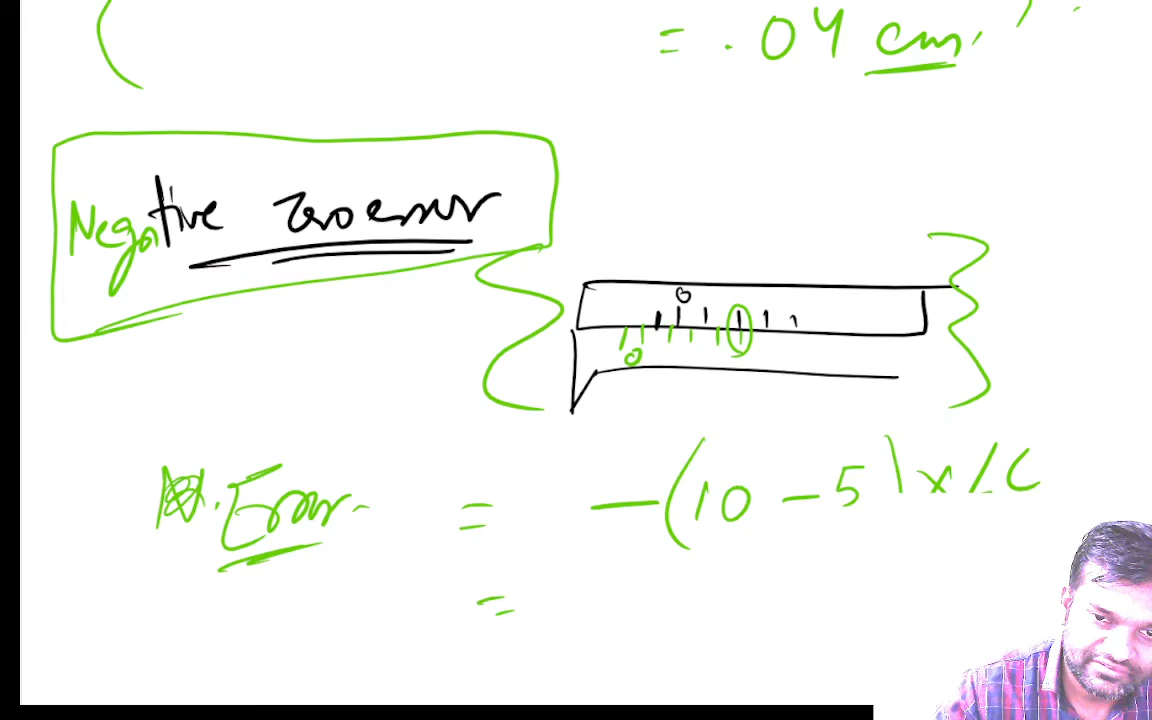 = .04 cm.)
Negative zero error
0
0
Error = -(10-5)x LC
=